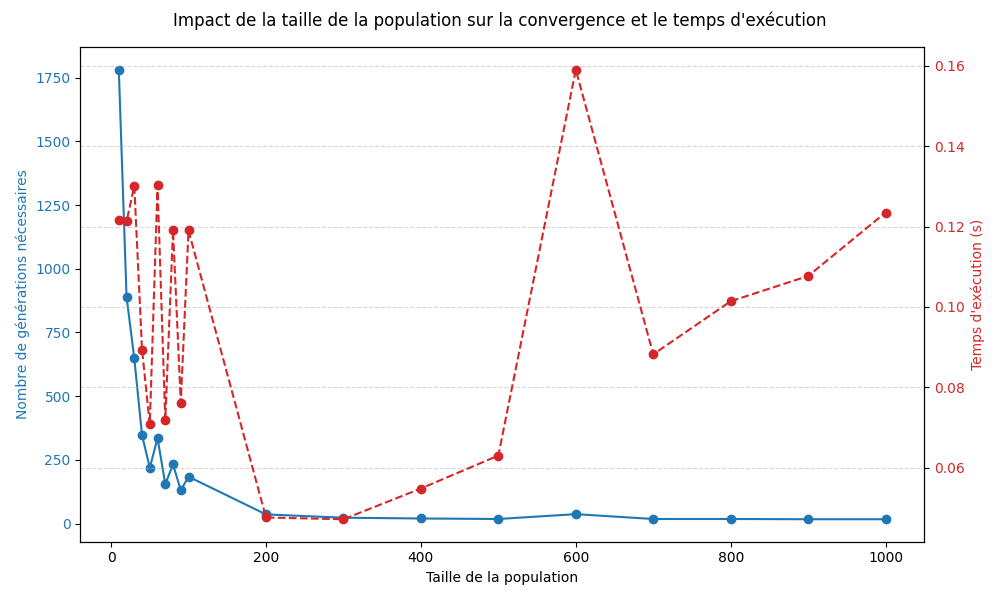 Impact de la taille de la population sur la convergence et le temps d'exécution
Nombre de générations nécessaires
1750
1500
1250
1000
750
500
250
0
0.16
0.14
0.12
0.10
0.08
0.06
Temps d'exécution (s)
0 200 400 600 800 1000
Taille de la population